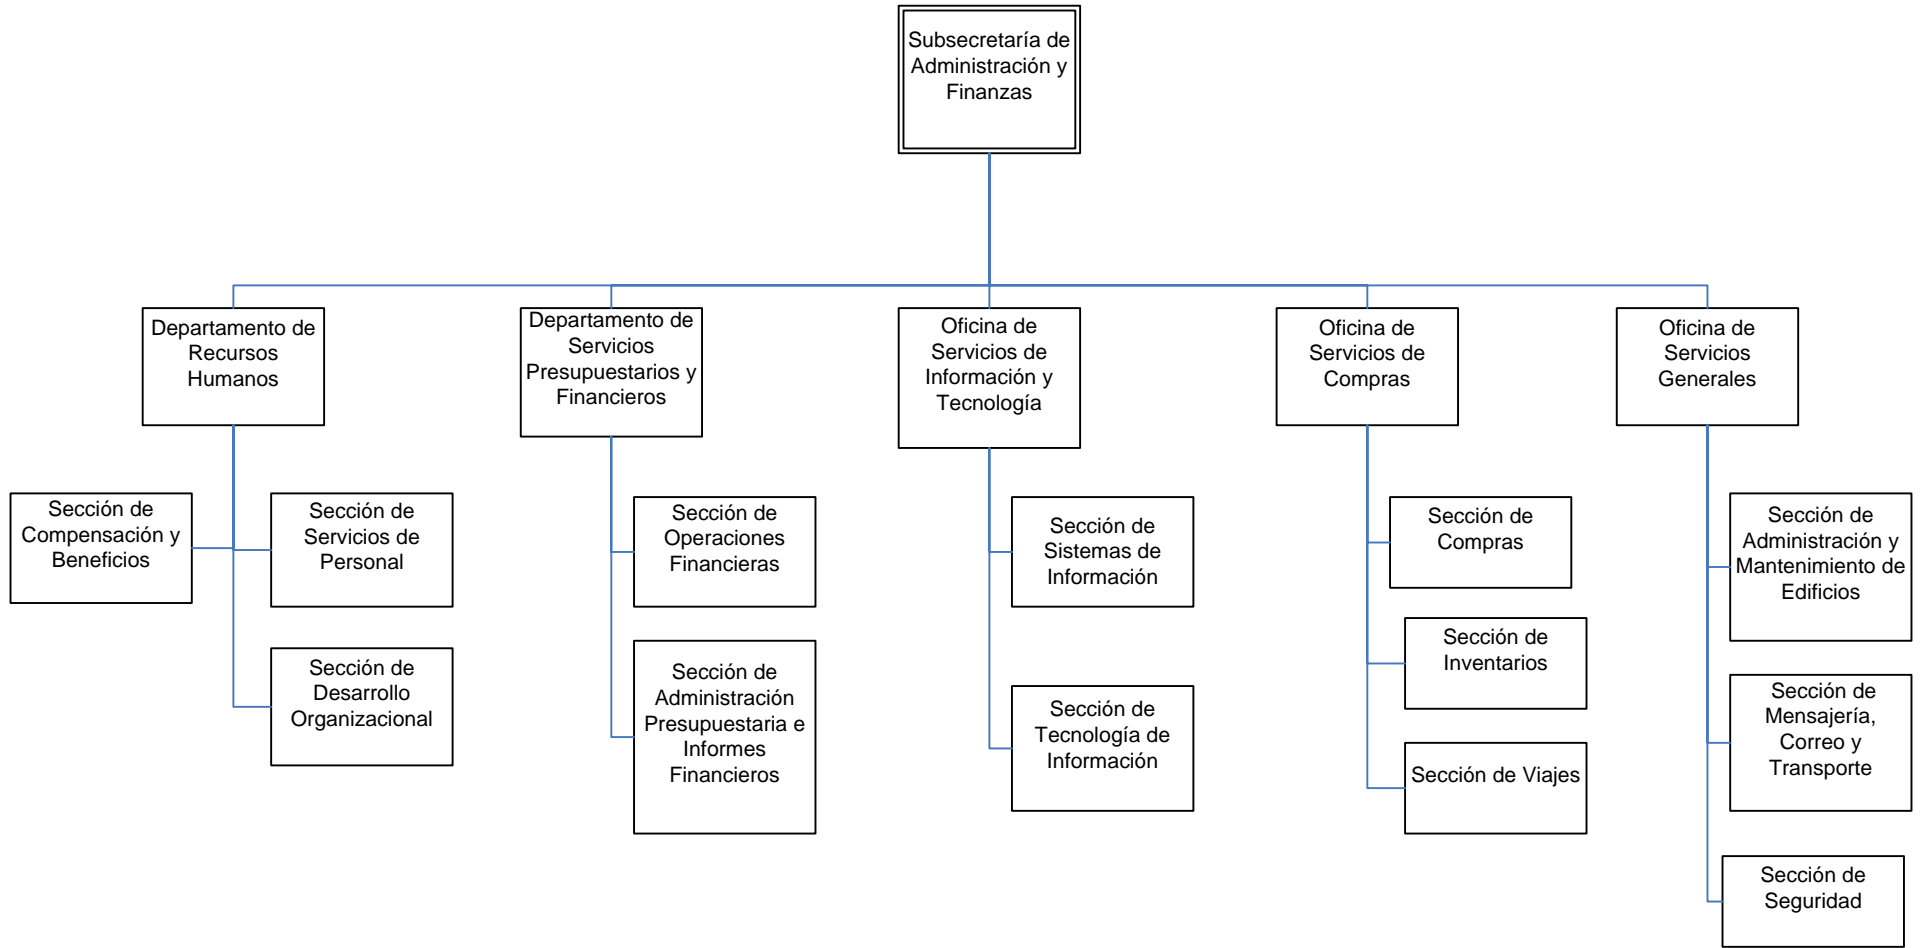 Subsecretaría de
Administración y
Finanzas
Departamento de
Recursos
Humanos
Departamento de
Servicios
Presupuestarios y
Financieros
Oficina de
Servicios de
Información y
Tecnología
Oficina de
Servicios de
Compras
Oficina de
Servicios
Generales
Sección de
Compensación y
Beneficios
Sección de
Servicios de
Personal
Sección de
Desarrollo
Organizacional
Sección de
Operaciones
Financieras
Sección de
Administración
Presupuestaria e
Informes
Financieros
Sección de
Sistemas de
Información
Sección de
Tecnología de
Información
Sección de
Compras
Sección de
Inventarios
Sección de Viajes
Sección de
Administración y
Mantenimiento de
Edificios
Sección de
Mensajería,
Correo y
Transporte
Sección de
Seguridad